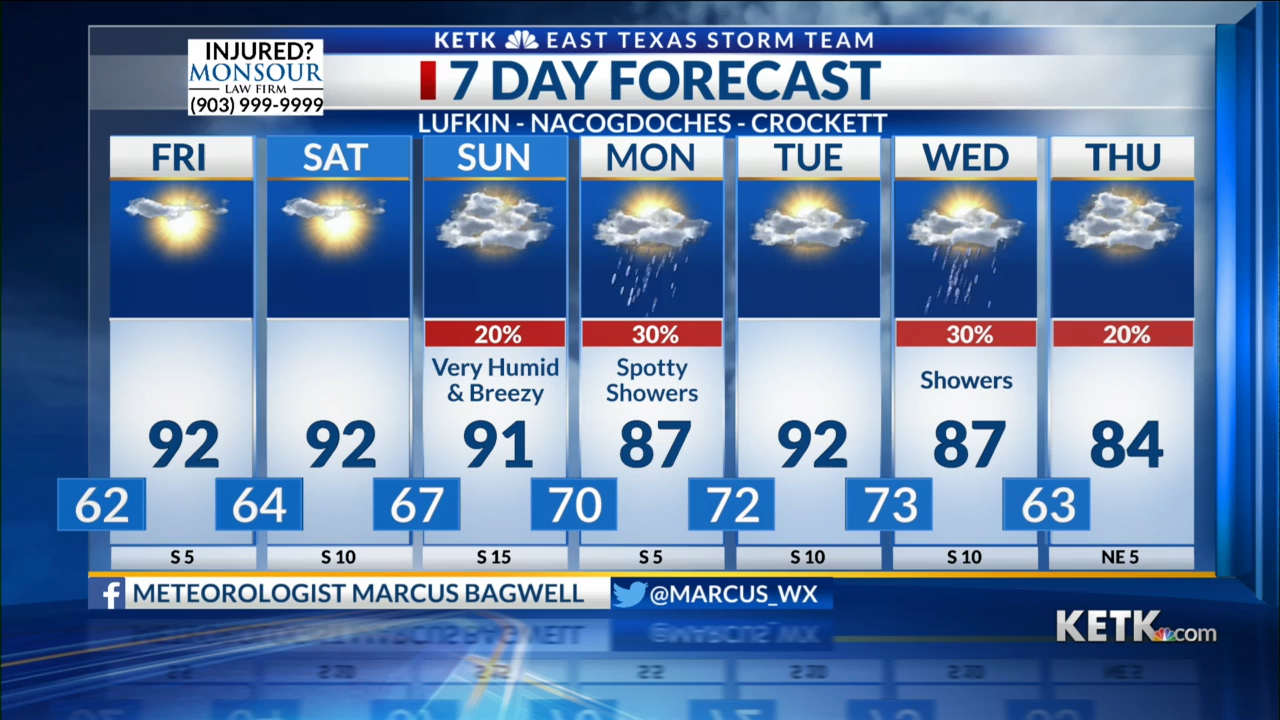 KETK EAST TEXAS STORM TEAM
INJURED?
MONSOUR
LAW FIRM
(903) 999-9999
7 DAY FORECAST
LUFKIN - NACOGDOCHES - CROCKETT
FRI SAT SUN MON TUE WED THU
20% 30% 30% 20%
Very Humid Spotty Showers
& Breezy Showers
92 92 91 87 92 87 84
62 64 67 70 72 73 63
S 5 S 10 S 15 S 5 S 10 S 10 NE 5
f METEOROLOGIST MARCUS BAGWELL @MARCUS_WX
KETK.com